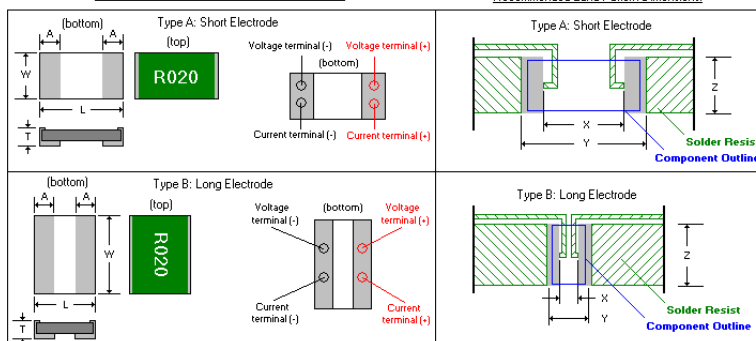 Type A: Short Electrode
(bottom)
A
A
(top)
W
R020
L
T
Voltage terminal (-)
Voltage terminal (+)
(bottom)
Current terminal (-)
Current terminal (+)
Type A: Short Electrode
X
Y
Z
Solder Resist
Component Outline
Type B: Long Electrode
(bottom)
A
A
(top)
W
R020
L
T
Voltage
terminal (-)
(bottom)
Voltage
terminal (+)
Current
terminal (-)
Current
terminal (+)
Type B: Long Electrode
Z
X
Y
Solder Resist
Component Outline